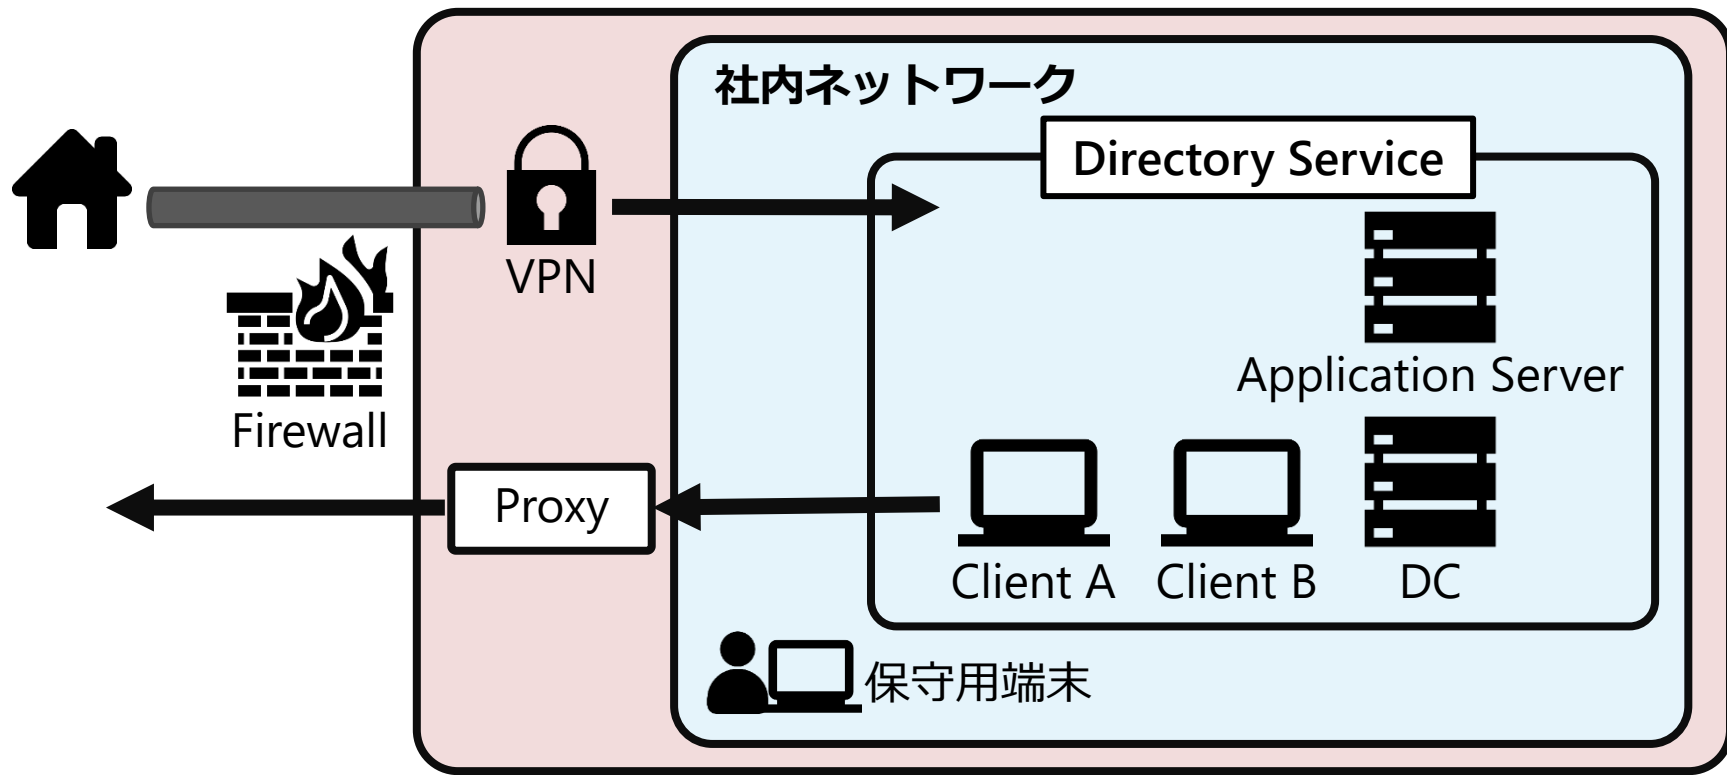 社内ネットワーク
Directory Service
VPN
Application Server
Firewall
Proxy
Client A
Client B
DC
保守用端末